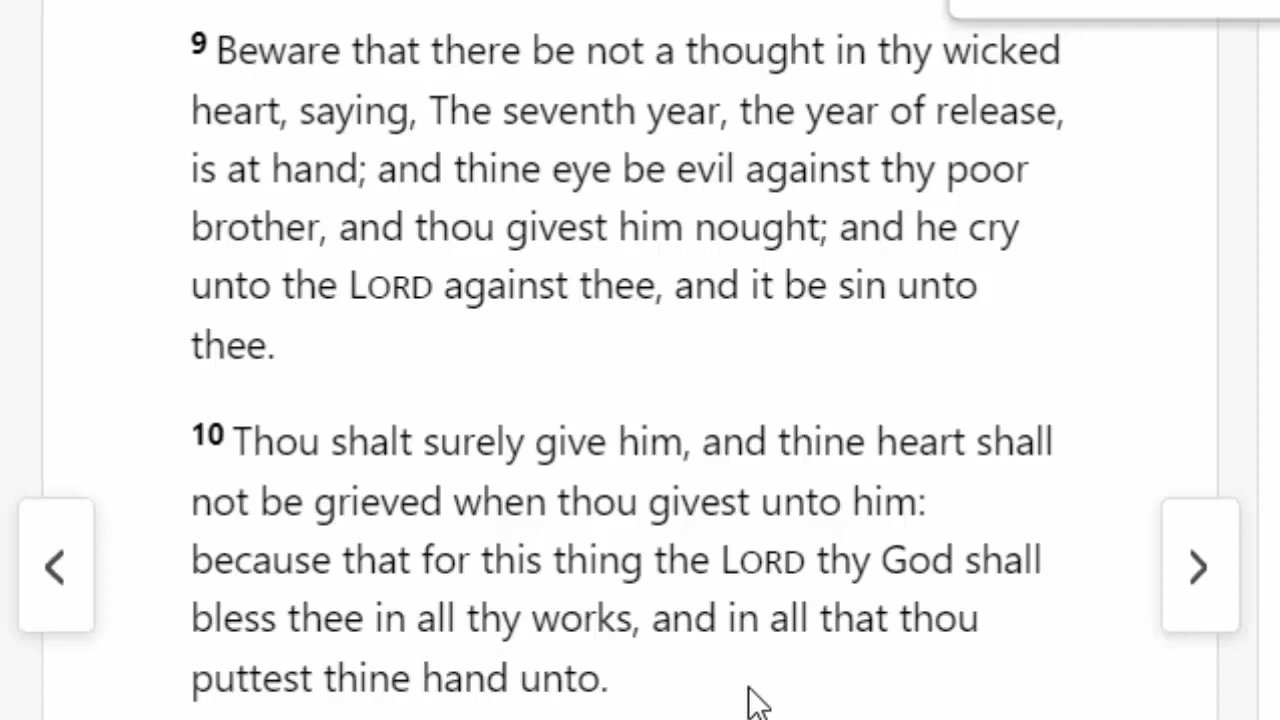 9 Beware that there be not a thought in thy wicked
heart, saying, The seventh year, the year of release,
is at hand; and thine eye be evil against thy poor
brother, and thou givest him nought; and he cry
unto the LORD against thee, and it be sin unto
thee.
10 Thou shalt surely give him, and thine heart shall
not be grieved when thou givest unto him:
because that for this thing the LORD thy God shall
bless thee in all thy works, and in all that thou
puttest thine hand unto.